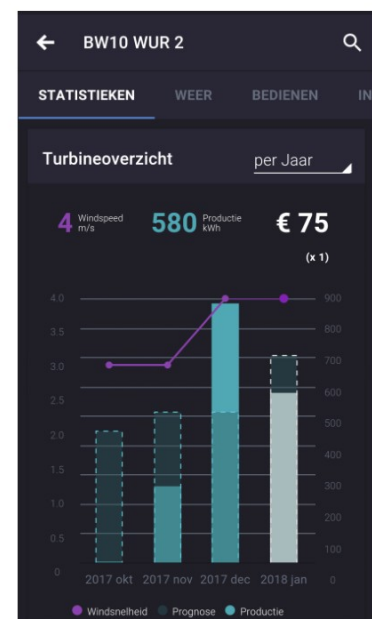 BW10 WUR 2
STATISTIEKEN WEER BEDIENEN IN
Turbineoverzicht per Jaar
4 Windspeed m/s 580 Productie kWh € 75
(x 1)
4.0 900
3.5 800
3.0 700
2.5 600
2.0 500
1.5 400
1.0 300
0.5 200
0 100
0
2017 okt 2017 nov 2017 dec 2018 jan
Windsnelheid Prognose Productie